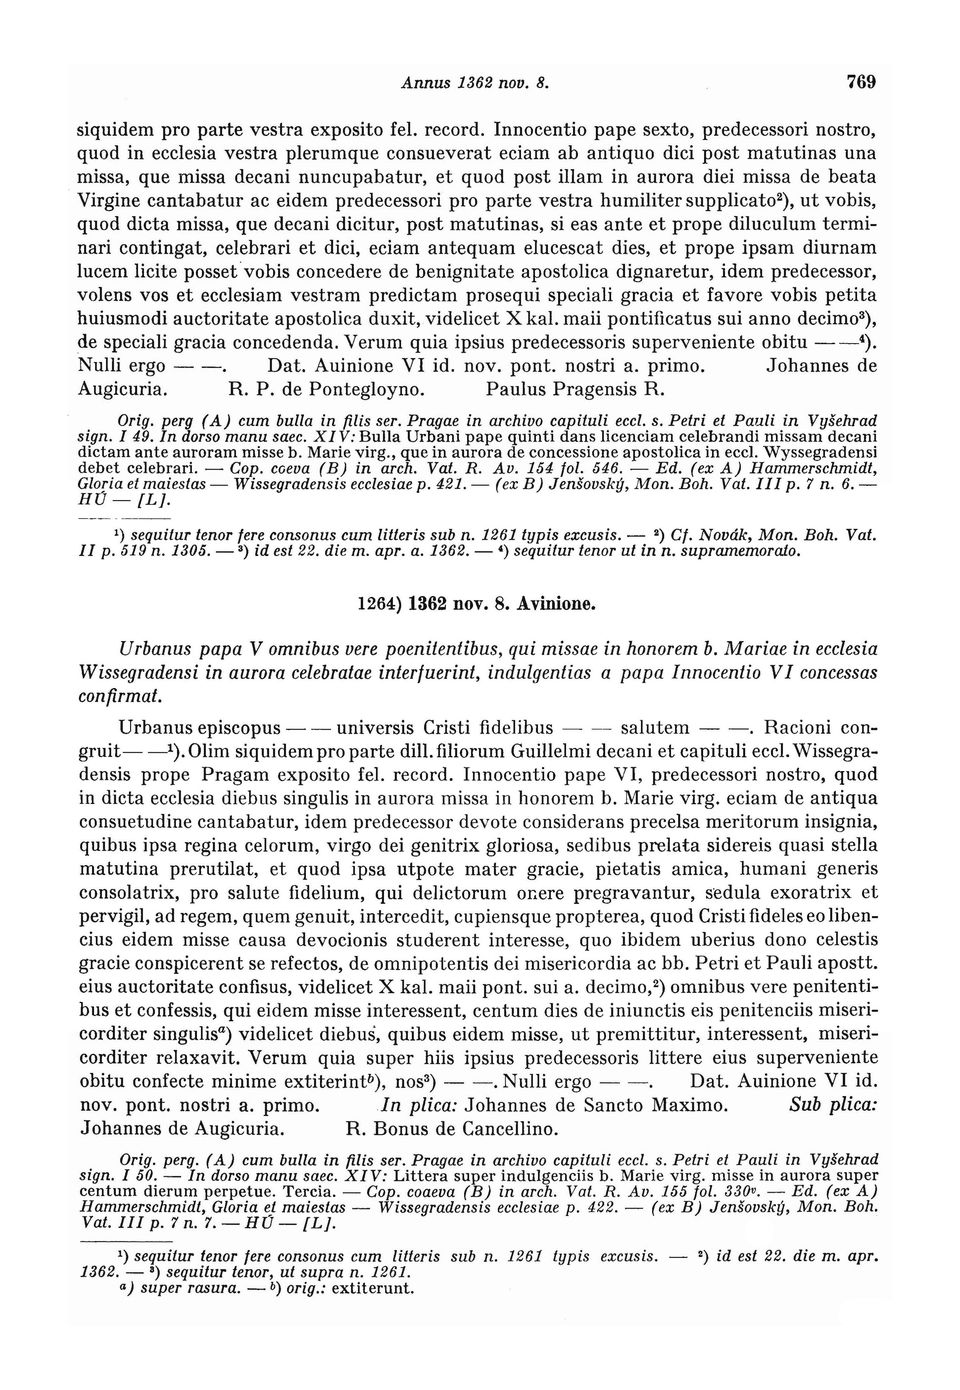 Annus 1362 nov. 8. 769
siquidem pro parte vestra exposito fel. record. Innocentio pape sexto, predecessori nostro,
quod in ecclesia vestra plerumque consueverat eciam ab antiquo dici post matutinas una
missa, que missa decani nuncupabatur, et quod post illam in aurora diei missa de beata
Virgine cantabatur ac eidem predecessori pro parte vestra humiliter supplicato²), ut vobis,
quod dicta missa, que decani dicitur, post matutinas, si eas ante et prope diluculum termi-
nari contingat, celebrari et dici, eciam antequam elucescat dies, et prope ipsam diurnam
lucem licite posset vobis concedere de benignitate apostolica dignaretur, idem predecessor,
volens vos et ecclesiam vestram predictam prosequi speciali gracia et favore vobis petita
huiusmodi auctoritate apostolica duxit, videlicet X kal. maii pontificatus sui anno decimo³),
de speciali gracia concedenda. Verum quia ipsius predecessoris superveniente obitu — —⁴).
Nulli ergo — —. Dat. Auinione VI id. nov. pont. nostri a. primo. Johannes de
Augicuria. R. P. de Pontegloyno. Paulus Pragensis R.
Orig. perg (A) cum bulla in filis ser. Pragae in archivo capituli eccl. s. Petri et Pauli in Vyšehrad
sign. I 49. In dorso manu saec. XIV: Bulla Urbani pape quinti dans licenciam celebrandi missam decani
dictam ante auroram misse b. Marie virg., que in aurora de concessione apostolica in eccl. Wyssegradensi
debet celebrari. — Cop. coeva (B) in arch. Vat. R. Av. 154 fol. 546. — Ed. (ex A) Hammerschmidt,
Gloria et maiestas — Wissegradensis ecclesiae p. 421. — (ex B) Jenšovský, Mon. Boh. Vat. III p. 7 n. 6. —
HÚ — [L].
¹) sequitur tenor fere consonus cum litteris sub n. 1261 typis excusis. — ²) Cf. Novák, Mon. Boh. Vat.
II p. 519 n. 1305. — ³) id est 22. die m. apr. a. 1362. — ⁴) sequitur tenor ut in n. supramemorato.
1264) 1362 nov. 8. Avinione.
Urbanus papa V omnibus vere poenitentibus, qui missae in honorem b. Mariae in ecclesia
Wissegradensi in aurora celebratae interfuerint, indulgentias a papa Innocentio VI concessas
confirmat.
Urbanus episcopus — — universis Cristi fidelibus — — salutem — —. Racioni con-
gruit— —¹). Olim siquidem pro parte dill. filiorum Guillelmi decani et capituli eccl. Wissegra-
densis prope Pragam exposito fel. record. Innocentio pape VI, predecessori nostro, quod
in dicta ecclesia diebus singulis in aurora missa in honorem b. Marie virg. eciam de antiqua
consuetudine cantabatur, idem predecessor devote considerans precelsa meritorum insignia,
quibus ipsa regina celorum, virgo dei genitrix gloriosa, sedibus prelata sidereis quasi stella
matutina prerutilat, et quod ipsa utpote mater gracie, pietatis amica, humani generis
consolatrix, pro salute fidelium, qui delictorum onere pregravantur, sedula exoratrix et
pervigil, ad regem, quem genuit, intercedit, cupiensque propterea, quod Cristi fideles eo liben-
cius eidem misse causa devocionis studerent interesse, quo ibidem uberius dono celestis
gracie conspicerent se refectos, de omnipotentis dei misericordia ac bb. Petri et Pauli apostt.
eius auctoritate confisus, videlicet X kal. maii pont. sui a. decimo,²) omnibus vere penitenti-
bus et confessis, qui eidem misse interessent, centum dies de iniunctis eis penitenciis miseri-
corditer singulisᵃ) videlicet diebus, quibus eidem misse, ut premittitur, interessent, miseri-
corditer relaxavit. Verum quia super hiis ipsius predecessoris littere eius superveniente
obitu confecte minime extiterintᵇ), nos³) — —. Nulli ergo — —. Dat. Auinione VI id.
nov. pont. nostri a. primo. In plica: Johannes de Sancto Maximo. Sub plica:
Johannes de Augicuria. R. Bonus de Cancellino.
Orig. perg. (A) cum bulla in filis ser. Pragae in archivo capituli eccl. s. Petri et Pauli in Vyšehrad
sign. I 50. — In dorso manu saec. XIV: Littera super indulgenciis b. Marie virg. misse in aurora super
centum dierum perpetue. Tercia. — Cop. coaeva (B) in arch. Vat. R. Av. 155 fol. 330ᵛ. — Ed. (ex A)
Hammerschmidt, Gloria et maiestas — Wissegradensis ecclesiae p. 422. — (ex B) Jenšovský, Mon. Boh.
Vat. III p. 7 n. 7. — HÚ — [L].
¹) sequitur tenor fere consonus cum litteris sub n. 1261 typis excusis. — ²) id est 22. die m. apr.
1362. — ³) sequitur tenor, ut supra n. 1261.
ᵃ) super rasura. — ᵇ) orig.: extiterunt.